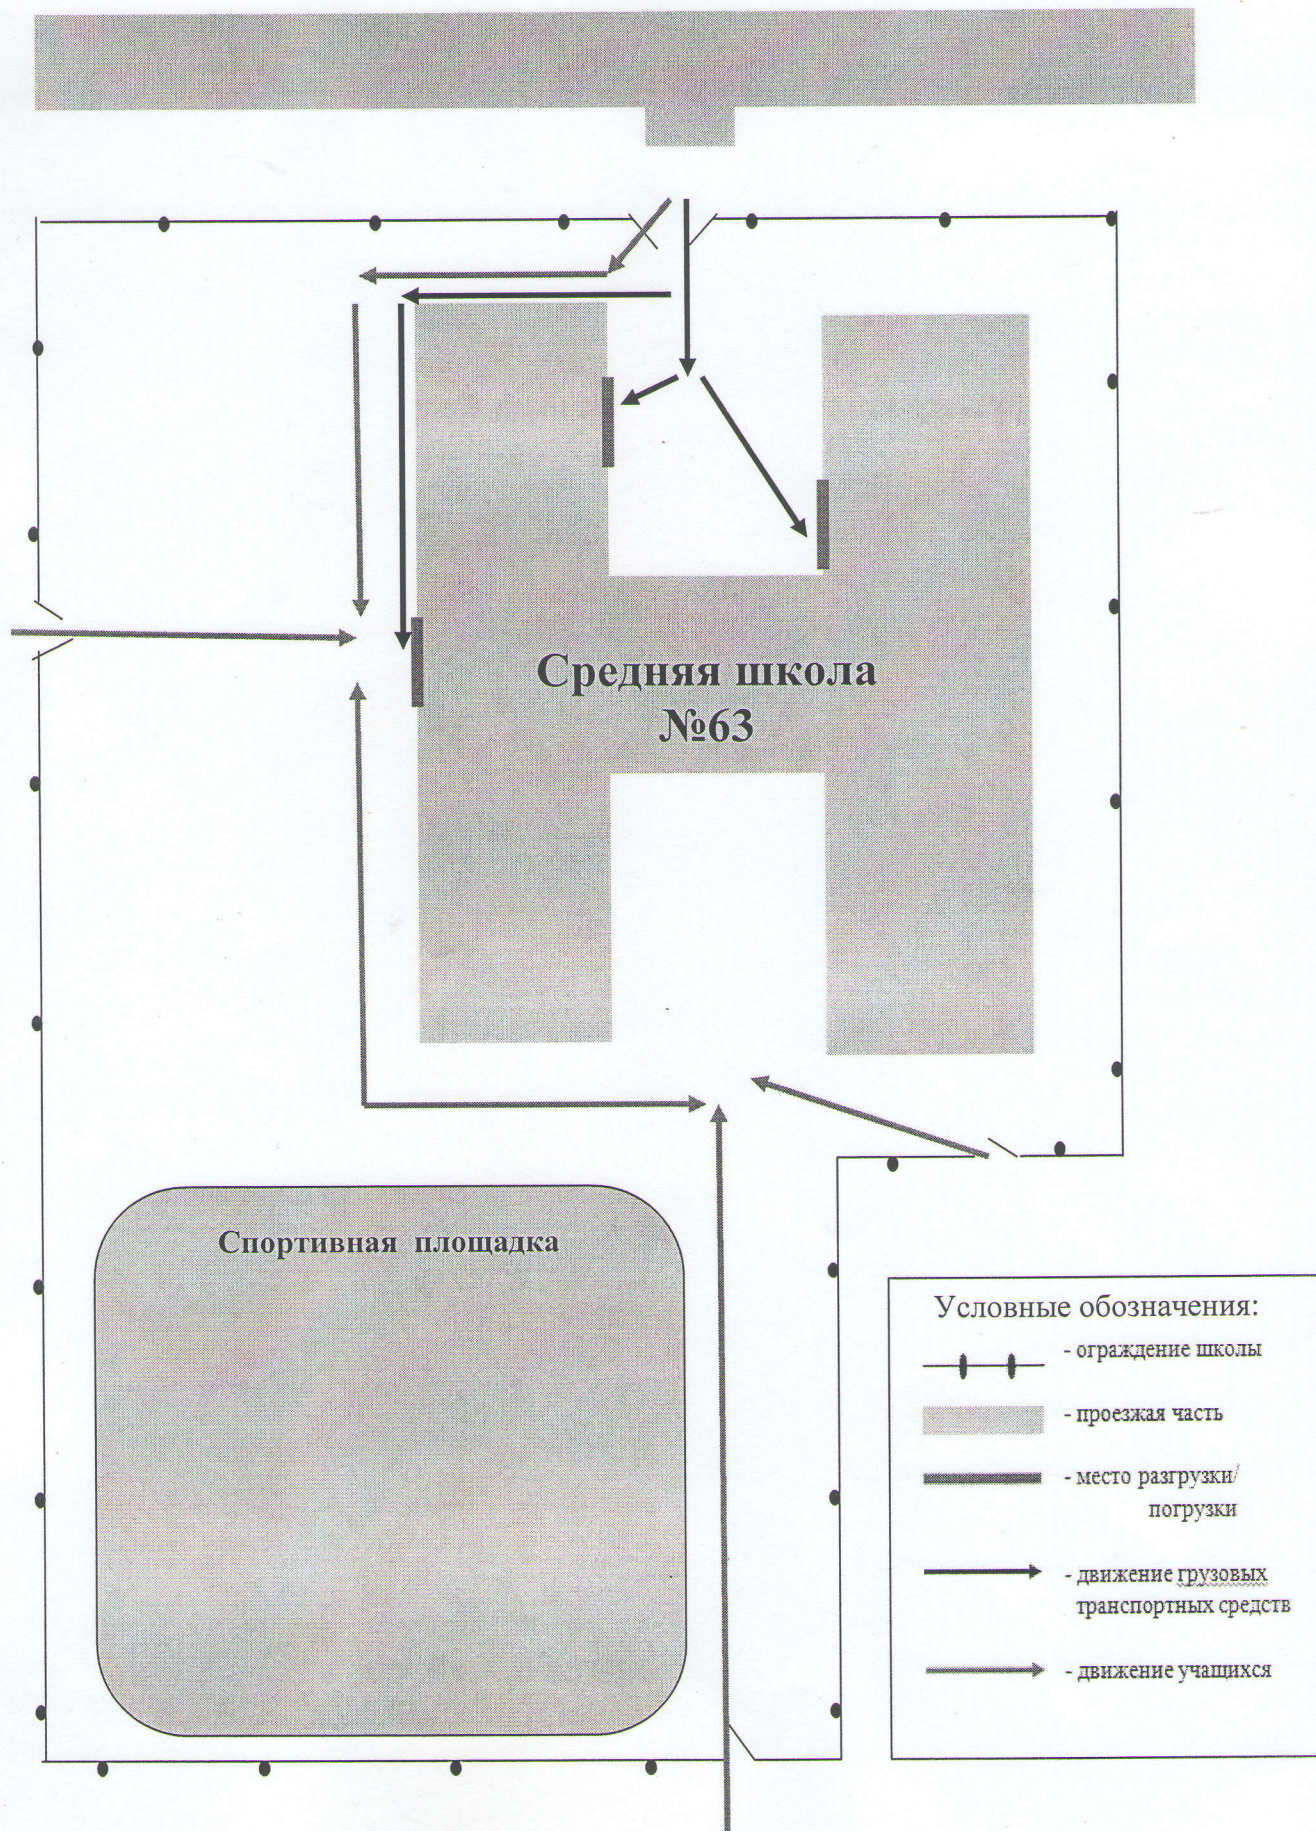 Средняя школа
№63
Спортивная площадка
Условные обозначения:
- ограждение школы
- проезжая часть
- место разгрузки/
погрузки
- движение грузовых
транспортных средств
- движение учащихся